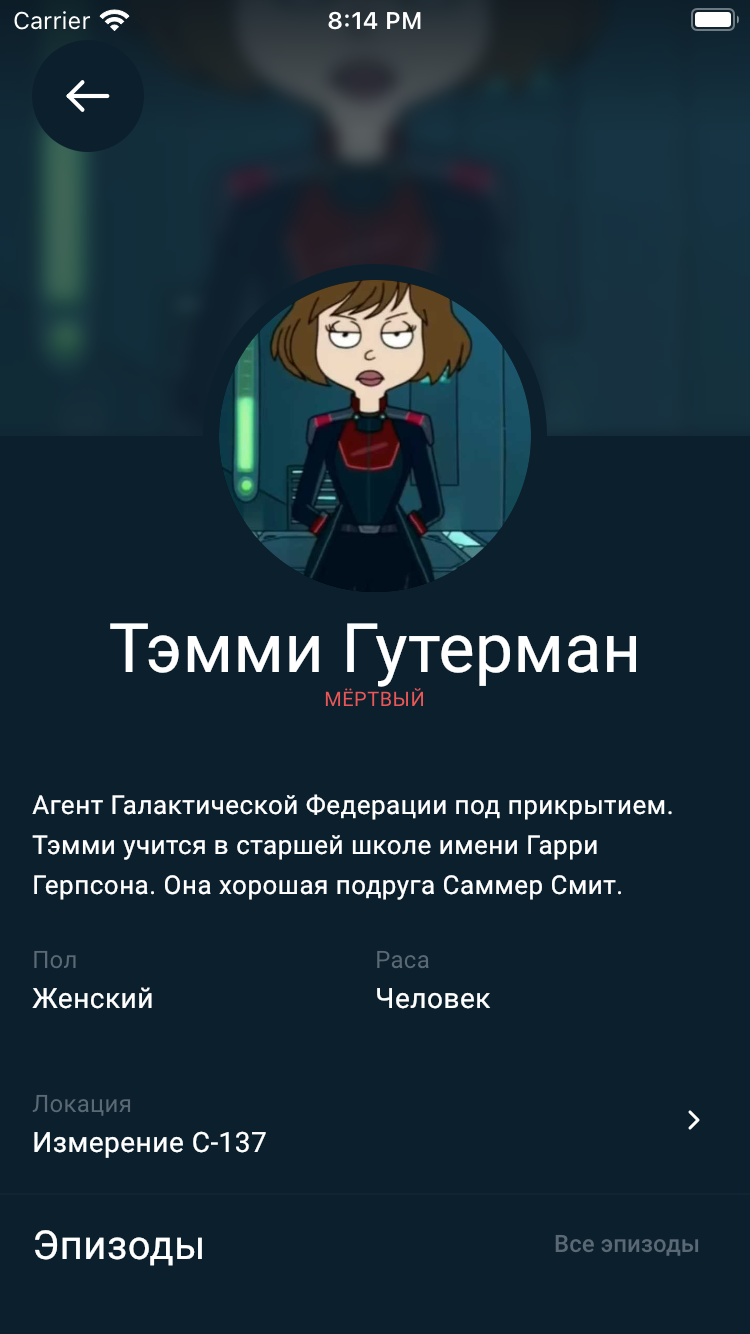 Carrier 8:14 PM
Тэмми Гутерман
МЁРТВЫЙ
Агент Галактической Федерации под прикрытием.
Тэмми учится в старшей школе имени Гарри
Герпсона. Она хорошая подруга Саммер Смит.
Пол Раса
Женский Человек
Локация
Измерение C-137
Эпизоды Все эпизоды